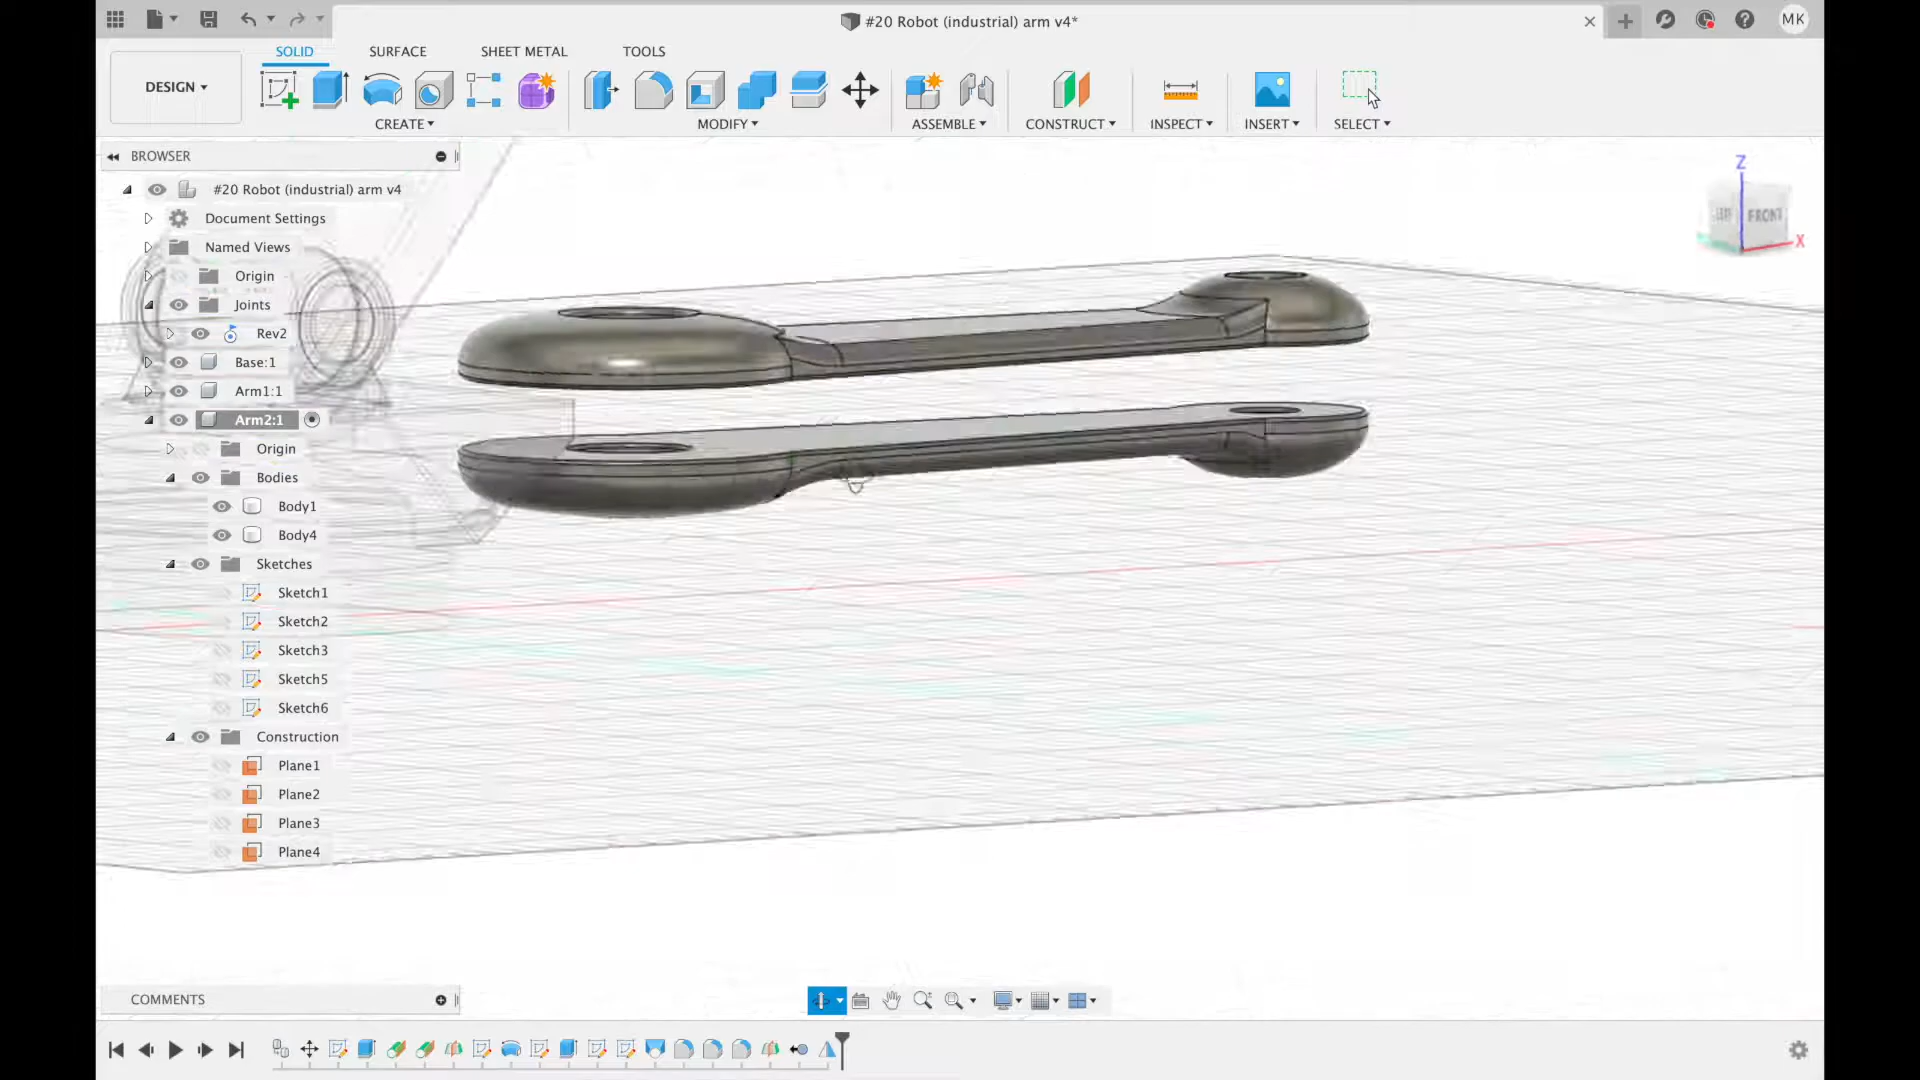 #20 Robot (industrial) arm v4*
MK
SOLID
SURFACE
SHEET METAL
TOOLS
DESIGN
CREATE
MODIFY
ASSEMBLE
CONSTRUCT
INSPECT
INSERT
SELECT
BROWSER
#20 Robot (industrial) arm v4
Document Settings
Named Views
Origin
Joints
Rev2
Base:1
Arm1:1
Arm2:1
Origin
Bodies
Body1
Body4
Sketches
Sketch1
Sketch2
Sketch3
Sketch5
Sketch6
Construction
Plane1
Plane2
Plane3
Plane4
Z
LEFT
FRONT
X
COMMENTS